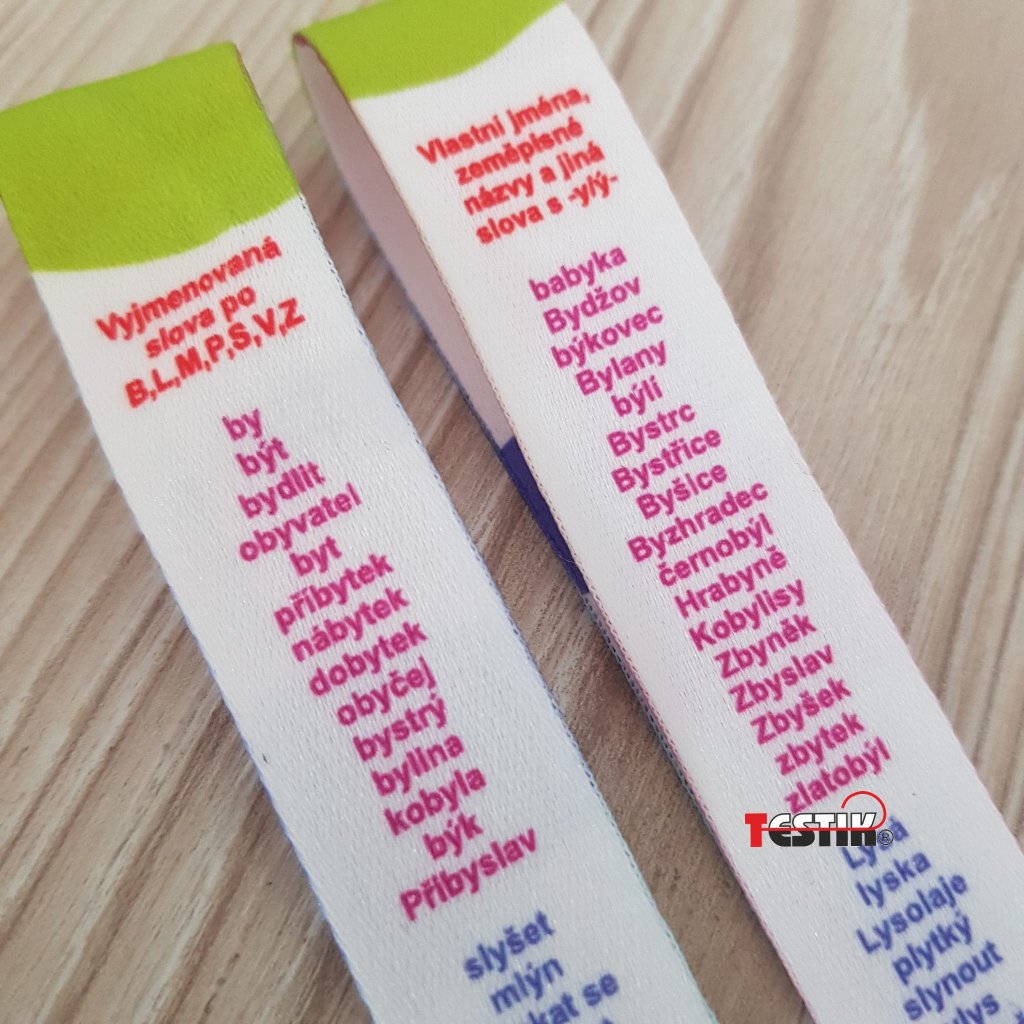 Vyjmenovaná
slova po
B,L,M,P,S,V,Z
by
být
bydlit
obyvatel
byt
příbytek
nábytek
dobytek
obyčej
bystrý
bylina
kobyla
býk
Přibyslav
slyšet
mlýn
se
Vlastní jména,
zeměpisné
názvy a jiná
slova s -y/ý-
babyka
Bydžov
býkovec
Bylany
býlí
Bystrc
Bystřice
Byšice
Byzhradec
černobýl
Hrabyně
Kobylisy
Zbyněk
Zbyslav
Zbyšek
zbytek
zlatobýl
TESTIK®
Lysá
lyska
Lysolaje
plytký
slynout